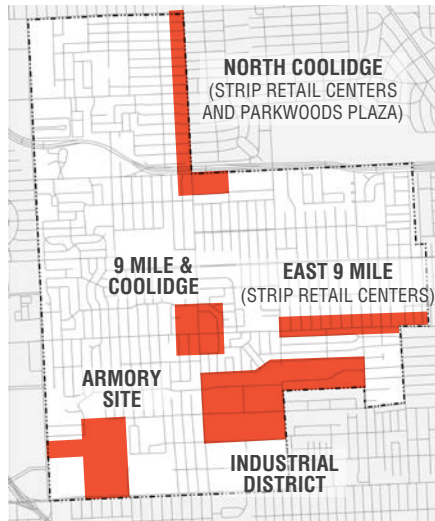 NORTH COOLIDGE
(STRIP RETAIL CENTERS
AND PARKWOODS PLAZA)
9 MILE &
COOLIDGE
EAST 9 MILE
(STRIP RETAIL CENTERS)
ARMORY
SITE
INDUSTRIAL
DISTRICT